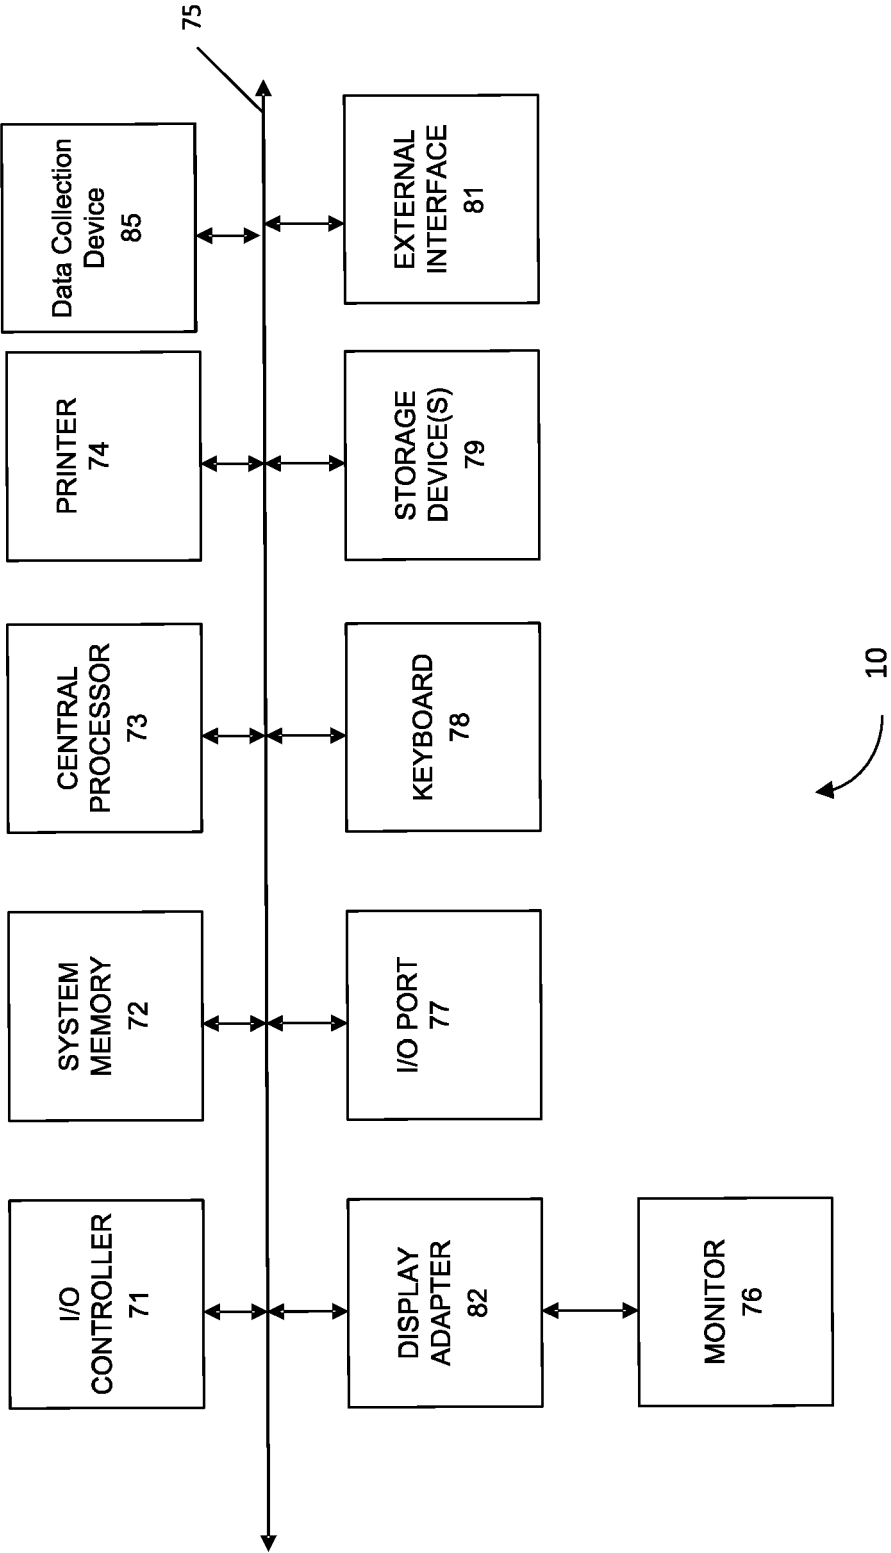 I/O
CONTROLLER
71
SYSTEM
MEMORY
72
CENTRAL
PROCESSOR
73
PRINTER
74
Data Collection
Device
85
75
DISPLAY
ADAPTER
82
I/O PORT
77
KEYBOARD
78
STORAGE
DEVICE(S)
79
EXTERNAL
INTERFACE
81
MONITOR
76
10